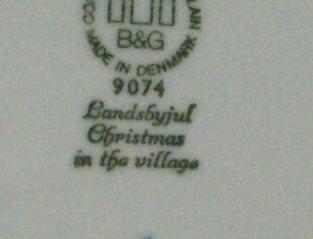 B&G
MADE IN DENMARK
9074
Landsbyjul
Christmas
in the village